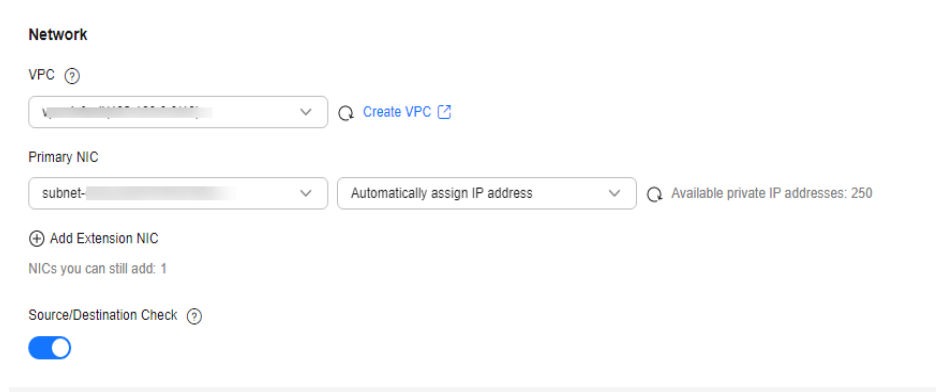 Network
VPC ?
Create VPC
Primary NIC
subnet- Automatically assign IP address Available private IP addresses: 250
Add Extension NIC
NICs you can still add: 1
Source/Destination Check ?